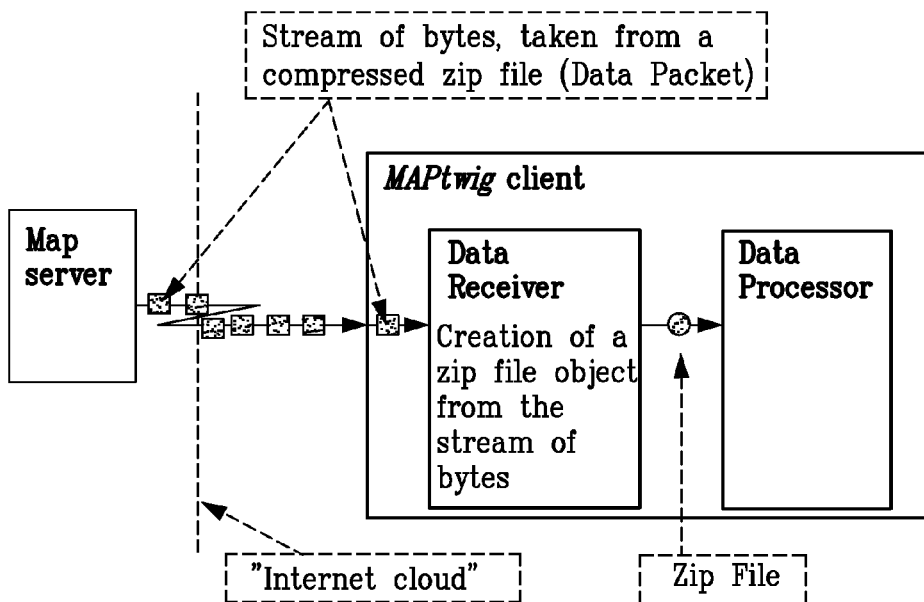 Stream of bytes, taken from a
compressed zip file (Data Packet)
MAPtwig client
Map
server
Data
Receiver
Creation of a
zip file object
from the
stream of
bytes
Data
Processor
"Internet cloud"
Zip File